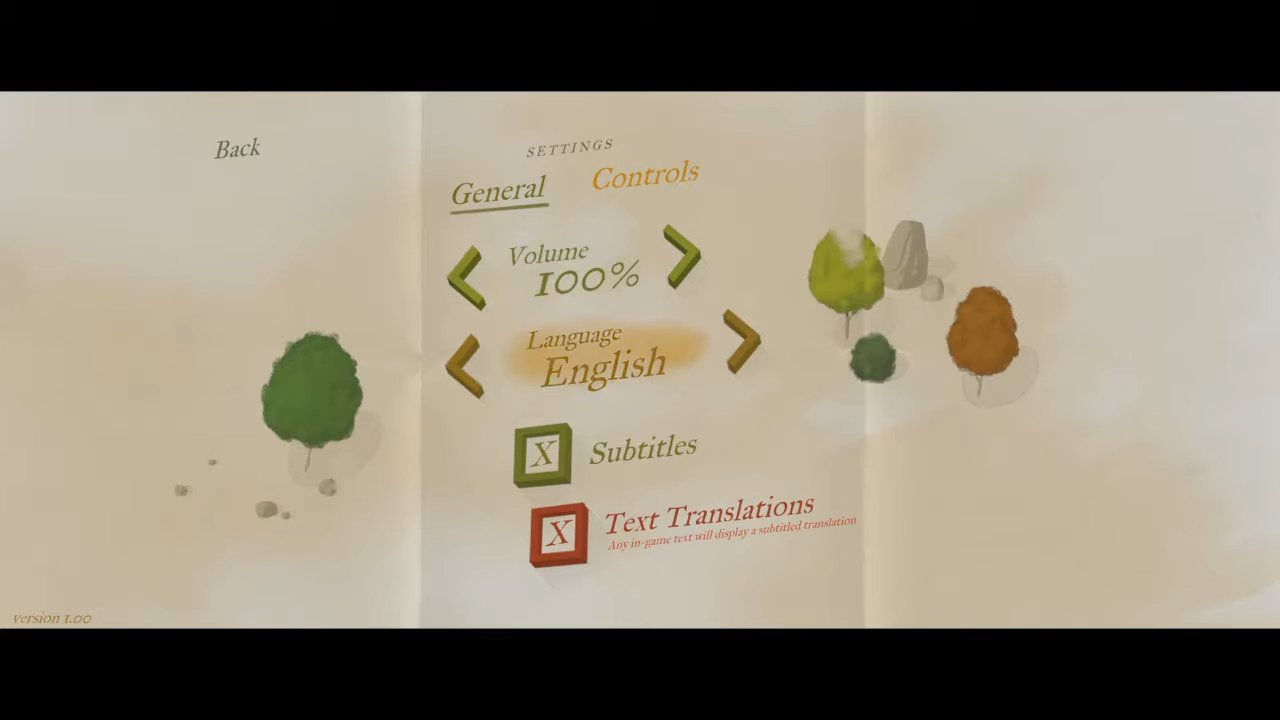 Back
SETTINGS
General
Controls
Volume
100%
Language
English
X Subtitles
X Text Translations
Any in-game text will display a subtitled translation
version 1.00